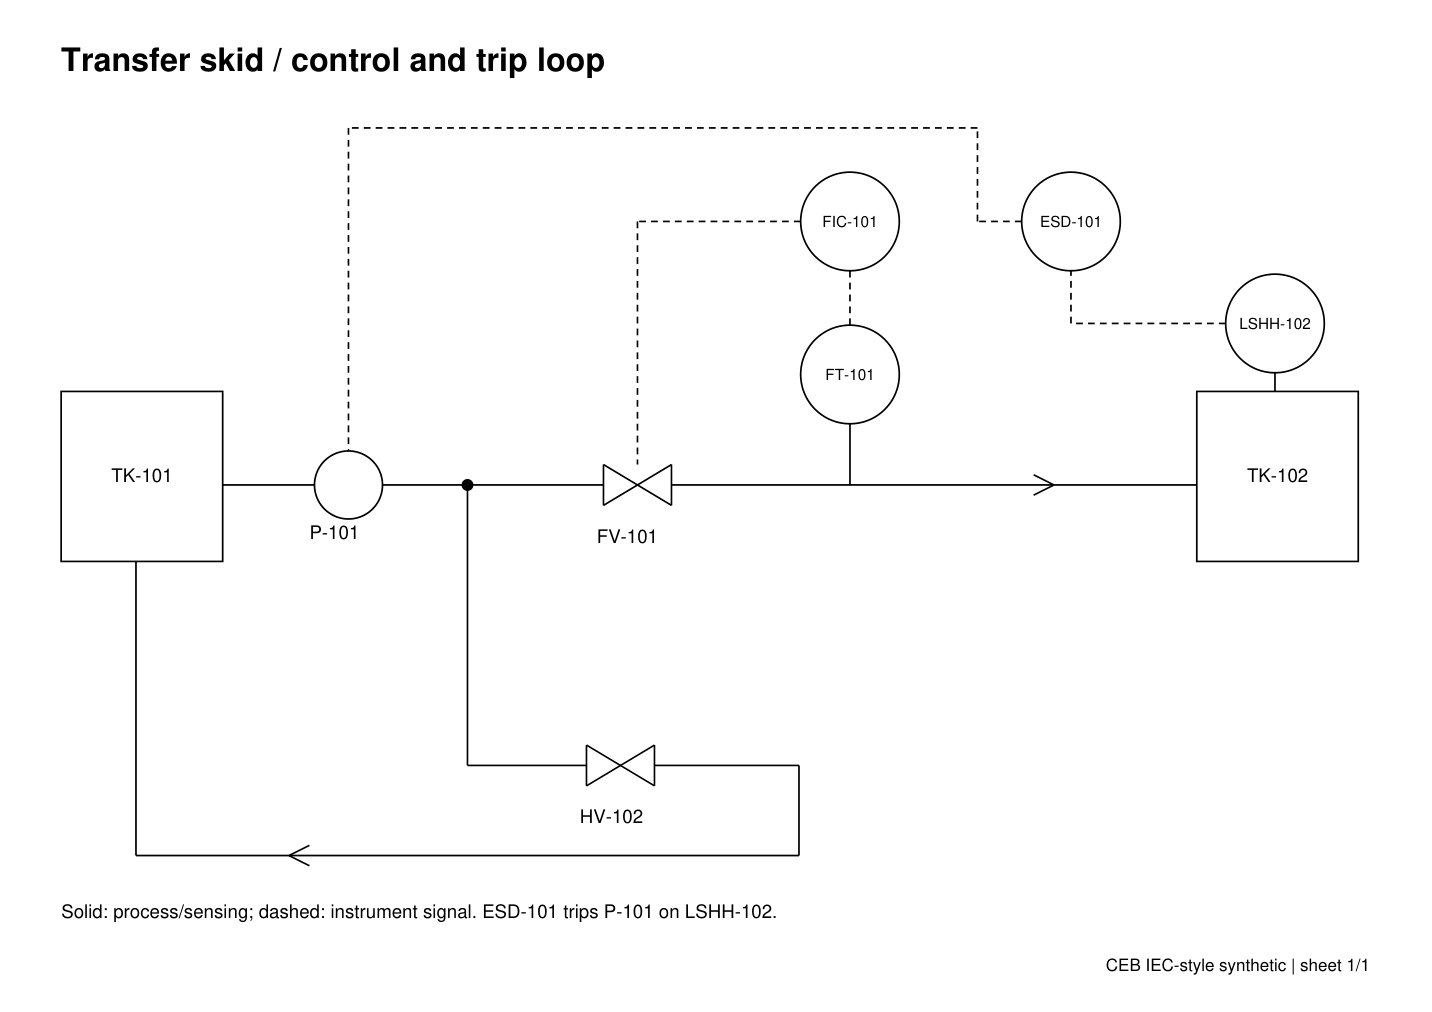 Transfer skid / control and trip loop
FIC-101
ESD-101
LSHH-102
FT-101
TK-101
TK-102
P-101
FV-101
HV-102
Solid: process/sensing; dashed: instrument signal. ESD-101 trips P-101 on LSHH-102.
CEB IEC-style synthetic | sheet 1/1